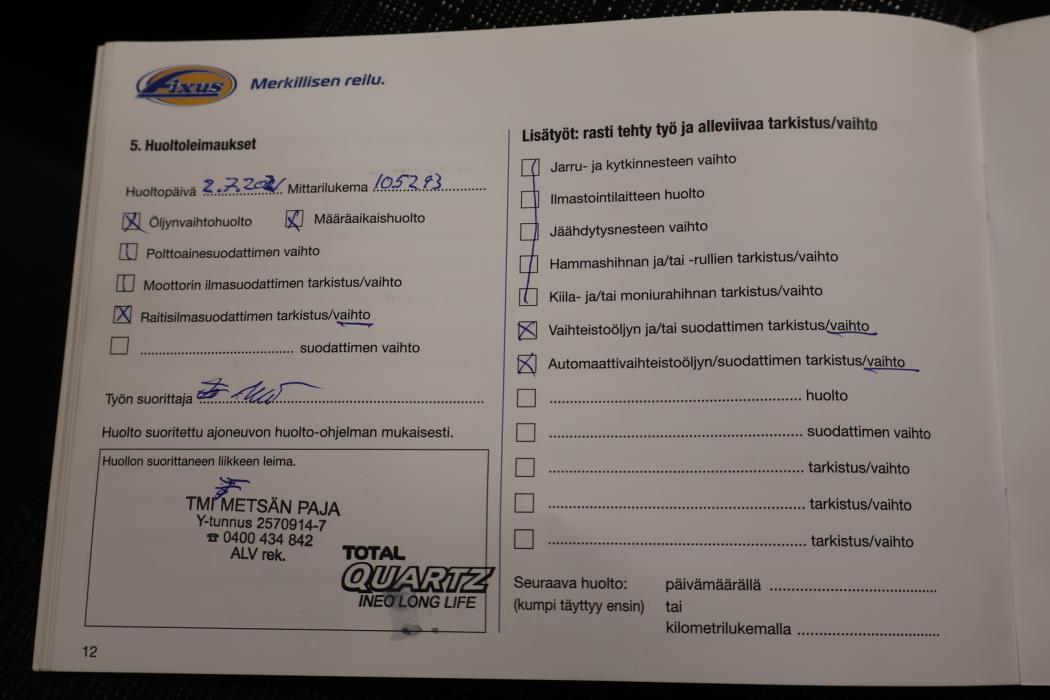 Fixus Merkillisen reilu.
5. Huoltoleimaukset
Huoltopäivä 2.7.2021 Mittarilukema 105293
Öljynvaihtohuolto Määräaikaishuolto
Polttoainesuodattimen vaihto
Moottorin ilmasuodattimen tarkistus/vaihto
Raitisilmasuodattimen tarkistus/vaihto
suodattimen vaihto
Työn suorittaja
Huolto suoritettu ajoneuvon huolto-ohjelman mukaisesti.
Huollon suorittaneen liikkeen leima.
TMI METSÄN PAJA
Y-tunnus 2570914-7
☎ 0400 434 842
ALV rek.
TOTAL
QUARTZ
INEO LONG LIFE
12
Lisätyöt: rasti tehty työ ja alleviivaa tarkistus/vaihto
Jarru- ja kytkinnesteen vaihto
Ilmastointilaitteen huolto
Jäähdytysnesteen vaihto
Hammashihnan ja/tai -rullien tarkistus/vaihto
Kiila- ja/tai moniurahihnan tarkistus/vaihto
Vaihteistoöljyn ja/tai suodattimen tarkistus/vaihto
Automaattivaihteistoöljyn/suodattimen tarkistus/vaihto
huolto
suodattimen vaihto
tarkistus/vaihto
tarkistus/vaihto
tarkistus/vaihto
Seuraava huolto: päivämäärällä
(kumpi täyttyy ensin) tai
kilometrilukemalla